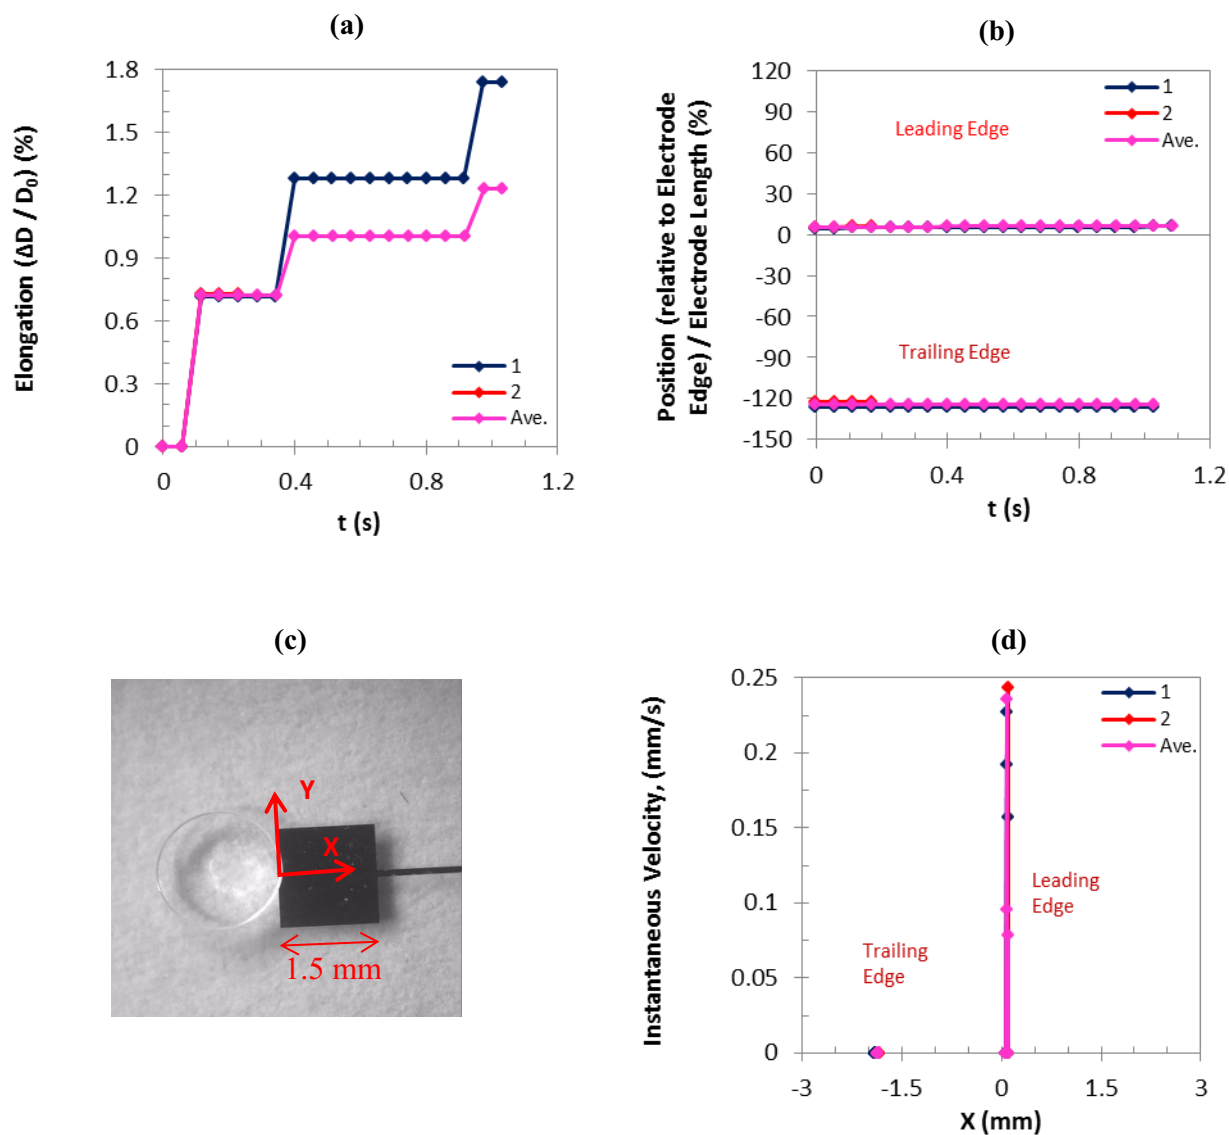 (a)
Elongation (ΔD / D₀) (%)
1.8
1.5
1.2
0.9
0.6
0.3
0
0
0.4
0.8
1.2
t (s)
1
2
Ave.
(b)
Position (relative to Electrode
Edge) / Electrode Length (%)
120
90
60
30
0
-30
-60
-90
-120
-150
0
0.4
0.8
1.2
t (s)
1
2
Ave.
Leading Edge
Trailing Edge
(c)
Y
X
1.5 mm
(d)
Instantaneous Velocity, (mm/s)
0.25
0.2
0.15
0.1
0.05
0
-3
-1.5
0
1.5
3
X (mm)
1
2
Ave.
Leading
Edge
Trailing
Edge